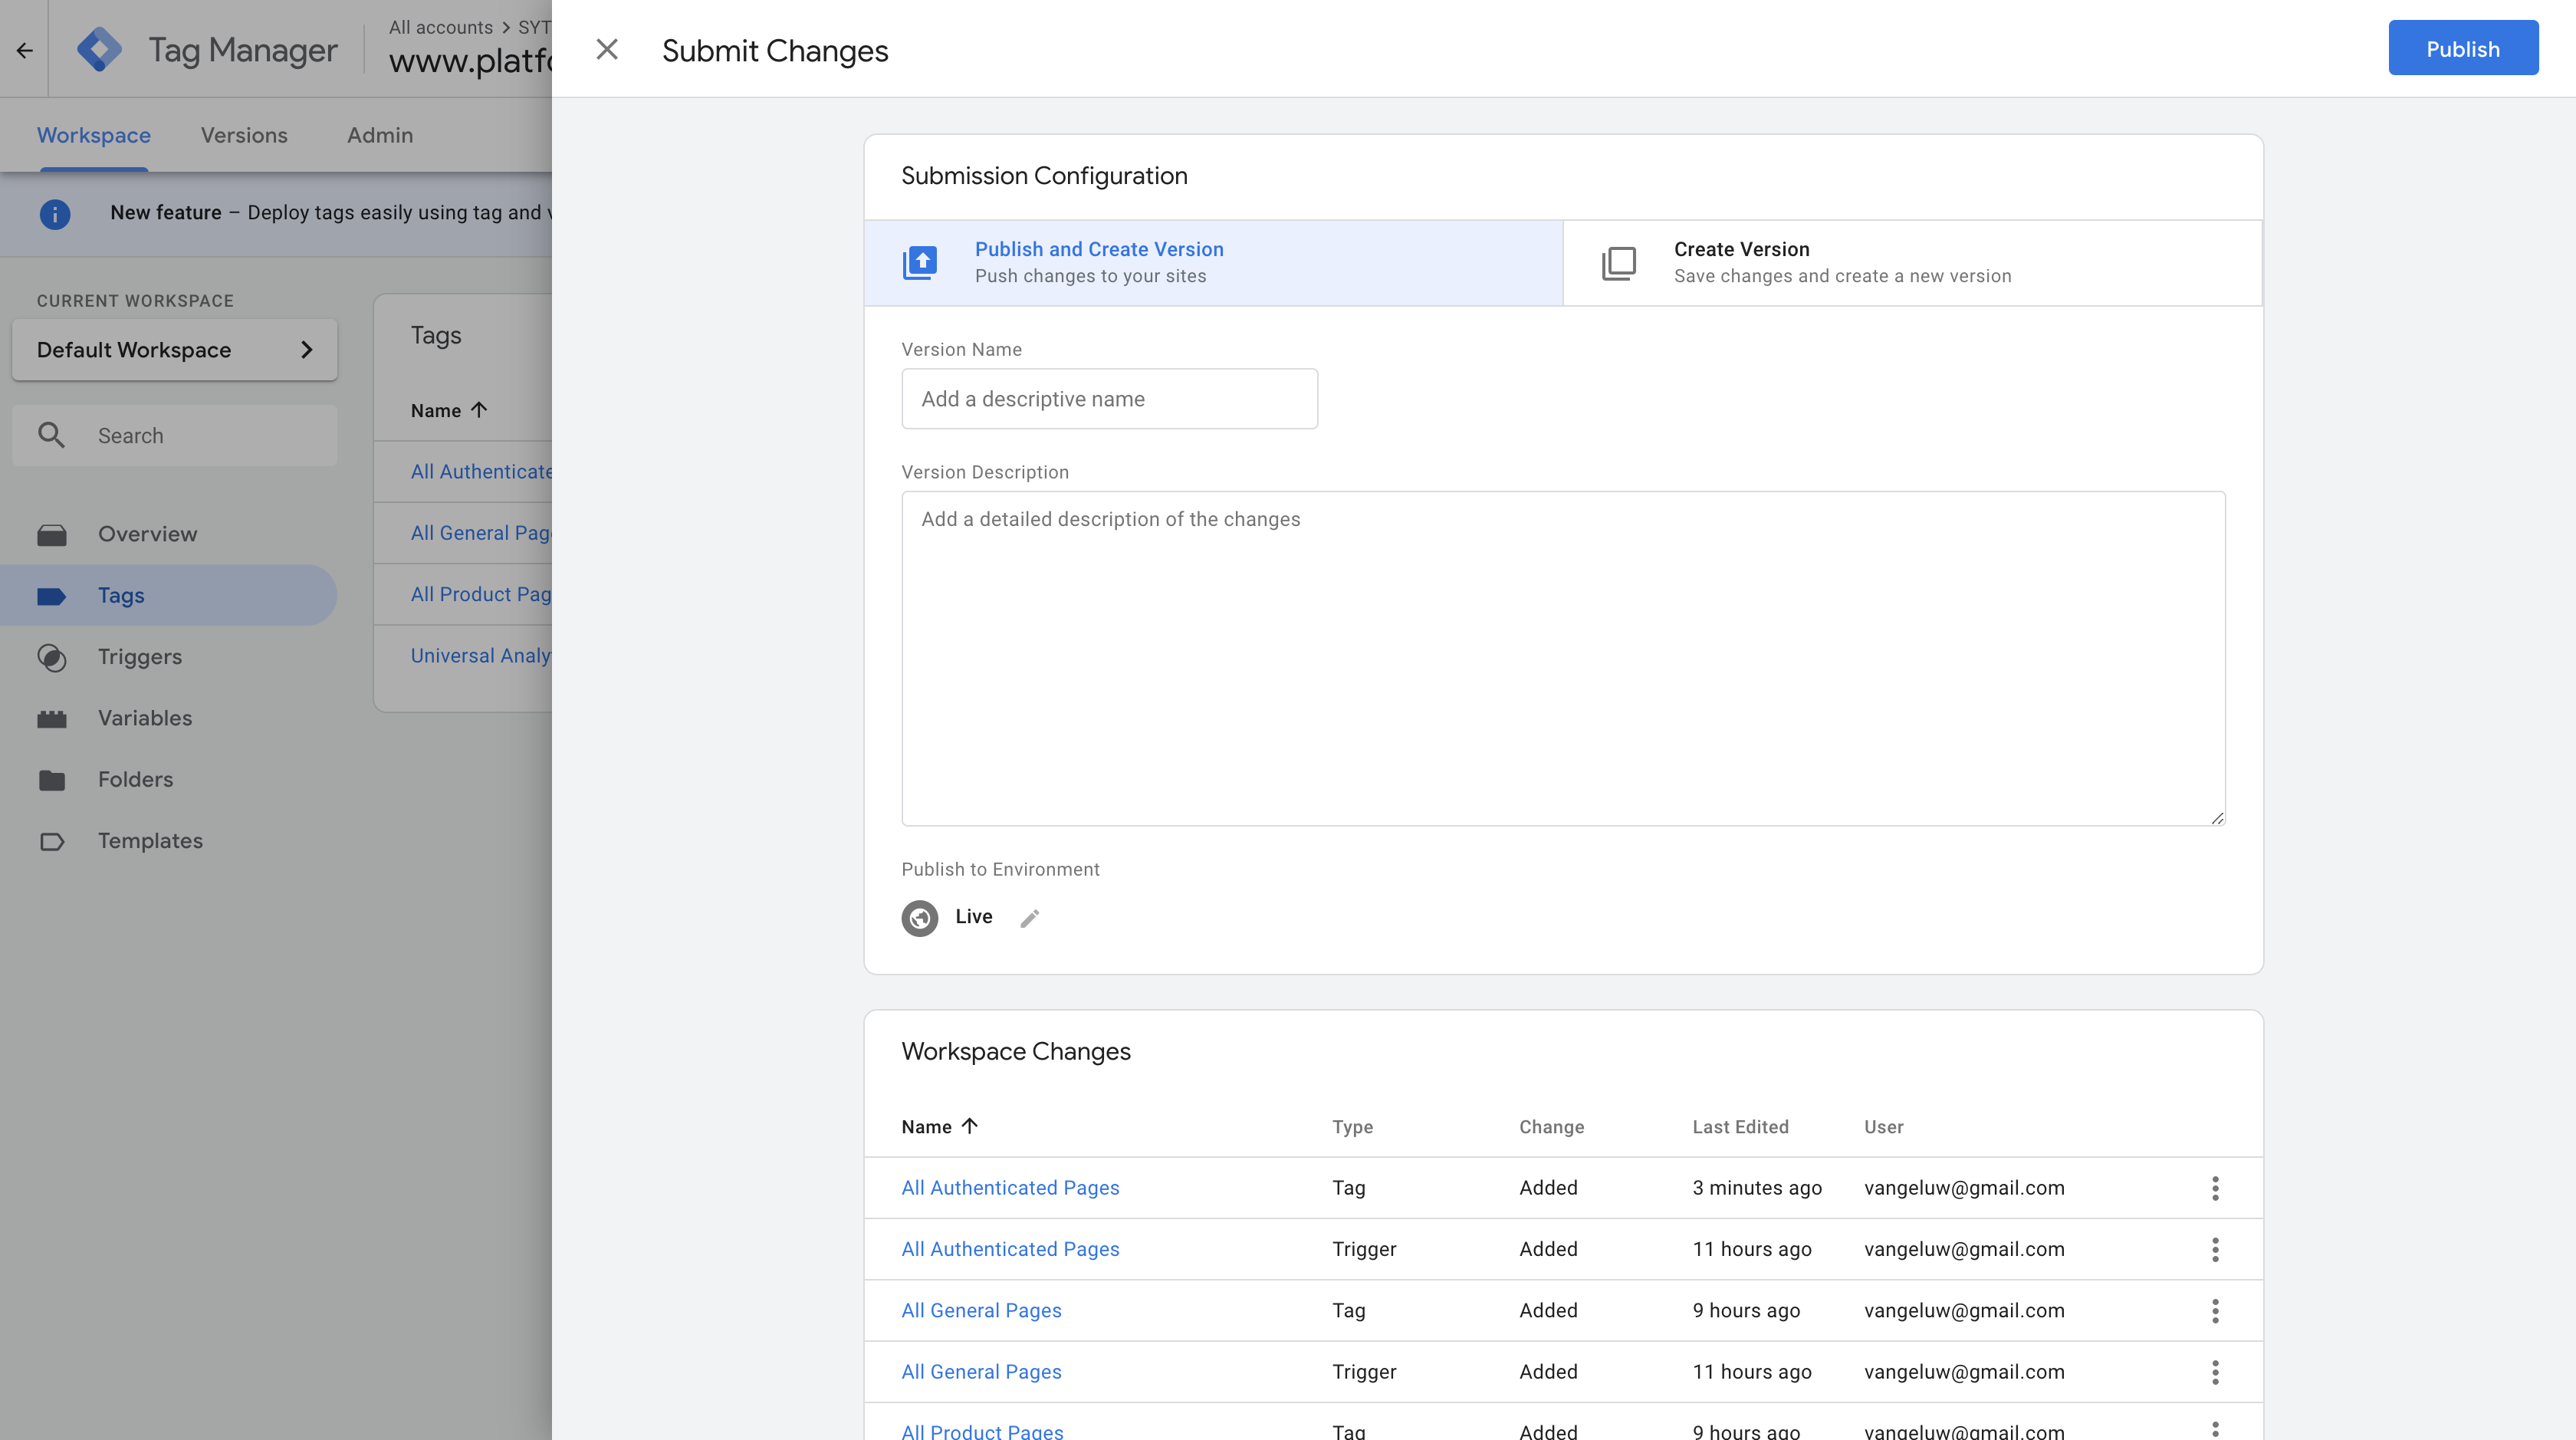 Tag Manager
All accounts > SYT
www.platfo
Submit Changes
Publish
Workspace
Versions
Admin
New feature – Deploy tags easily using tag and v
CURRENT WORKSPACE
Default Workspace
Search
Overview
Tags
Triggers
Variables
Folders
Templates
Tags
Name
All Authenticate
All General Pag
All Product Pag
Universal Analy
Submission Configuration
Publish and Create Version
Push changes to your sites
Create Version
Save changes and create a new version
Version Name
Add a descriptive name
Version Description
Add a detailed description of the changes
Publish to Environment
Live
Workspace Changes
Name Type Change Last Edited User
All Authenticated Pages Tag Added 3 minutes ago vangeluw@gmail.com
All Authenticated Pages Trigger Added 11 hours ago vangeluw@gmail.com
All General Pages Tag Added 9 hours ago vangeluw@gmail.com
All General Pages Trigger Added 11 hours ago vangeluw@gmail.com
All Product Pages Tag Added 9 hours ago vangeluw@gmail.com